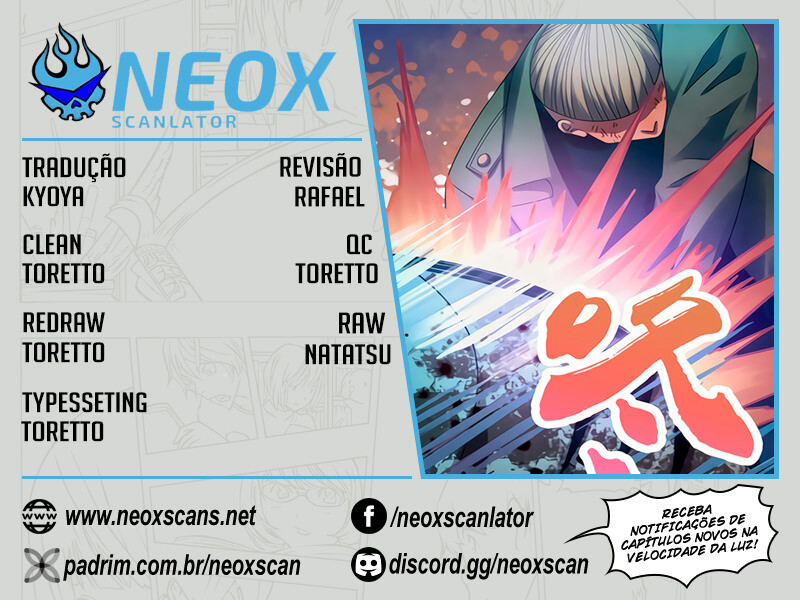 NEOX
SCANLATOR
TRADUÇÃO
KYOYA
REVISÃO
RAFAEL
CLEAN
TORETTO
QC
TORETTO
REDRAW
TORETTO
RAW
NATATSU
TYPESSETING
TORETTO
www.neoxscans.net
/neoxscanlator
padrim.com.br/neoxscan
discord.gg/neoxscan
RECEBA
NOTIFICAÇÕES DE
CAPÍTULOS NOVOS NA
VELOCIDADE DA LUZ!